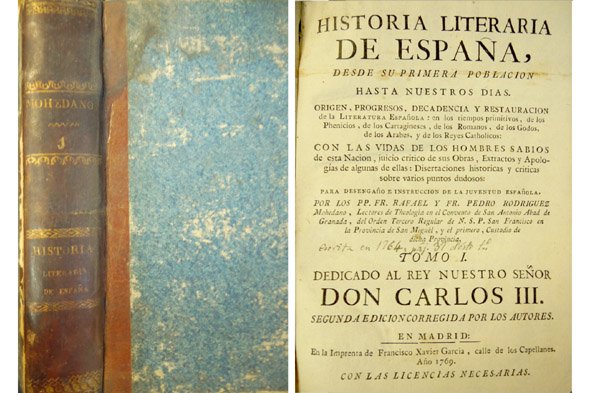 MOHEDANO
1
HISTORIA
LITERARIA
DE ESPAÑA
HISTORIA LITERARIA
DE ESPAÑA,
DESDE SU PRIMERA POBLACION
HASTA NUESTROS DIAS.
ORIGEN, PROGRESOS, DECADENCIA Y RESTAURACION
de la LITERATURA ESPAÑOLA: en los tiempos primitivos, de los
Phenicios, de los Cartagineses, de los Romanos, de los Godos,
de los Arabes, y de los Reyes Catholicos:
CON LAS VIDAS DE LOS HOMBRES SABIOS
de esta Nacion, juicio critico de sus Obras, Extractos y Apolo-
gias de algunas de ellas: Disertaciones historicas y criticas
sobre varios puntos dudosos:
PARA DESENGAÑO E INSTRUCCION DE LA JUVENTUD ESPAÑOLA.
POR LOS PP. FR. RAFAEL Y FR. PEDRO RODRIGUEZ
Mohedano, Lectores de Theología en el Convento de San Antonio Abad de
Granada, del Orden Tercero Regular de N. S. P. San Francisco en
la Provincia de San Miguel, y el primero, Custodio de
dicha Provincia.
escrita en 1764
TOMO I.
DEDICADO AL REY NUESTRO SEÑOR
DON CARLOS III.
SEGUNDA EDICION CORREGIDA POR LOS AUTORES.
EN MADRID:
En la Imprenta de Francisco Xavier Garcia, calle de los Capellanes.
Año 1769.
CON LAS LICENCIAS NECESARIAS.